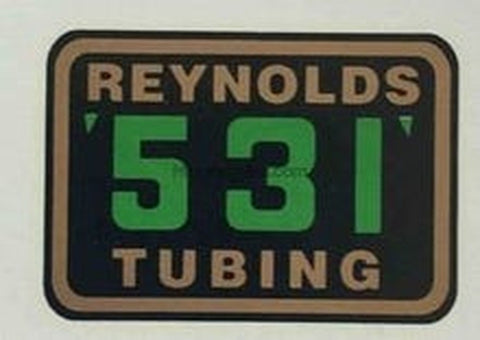 REYNOLDS
'531'
TUBING